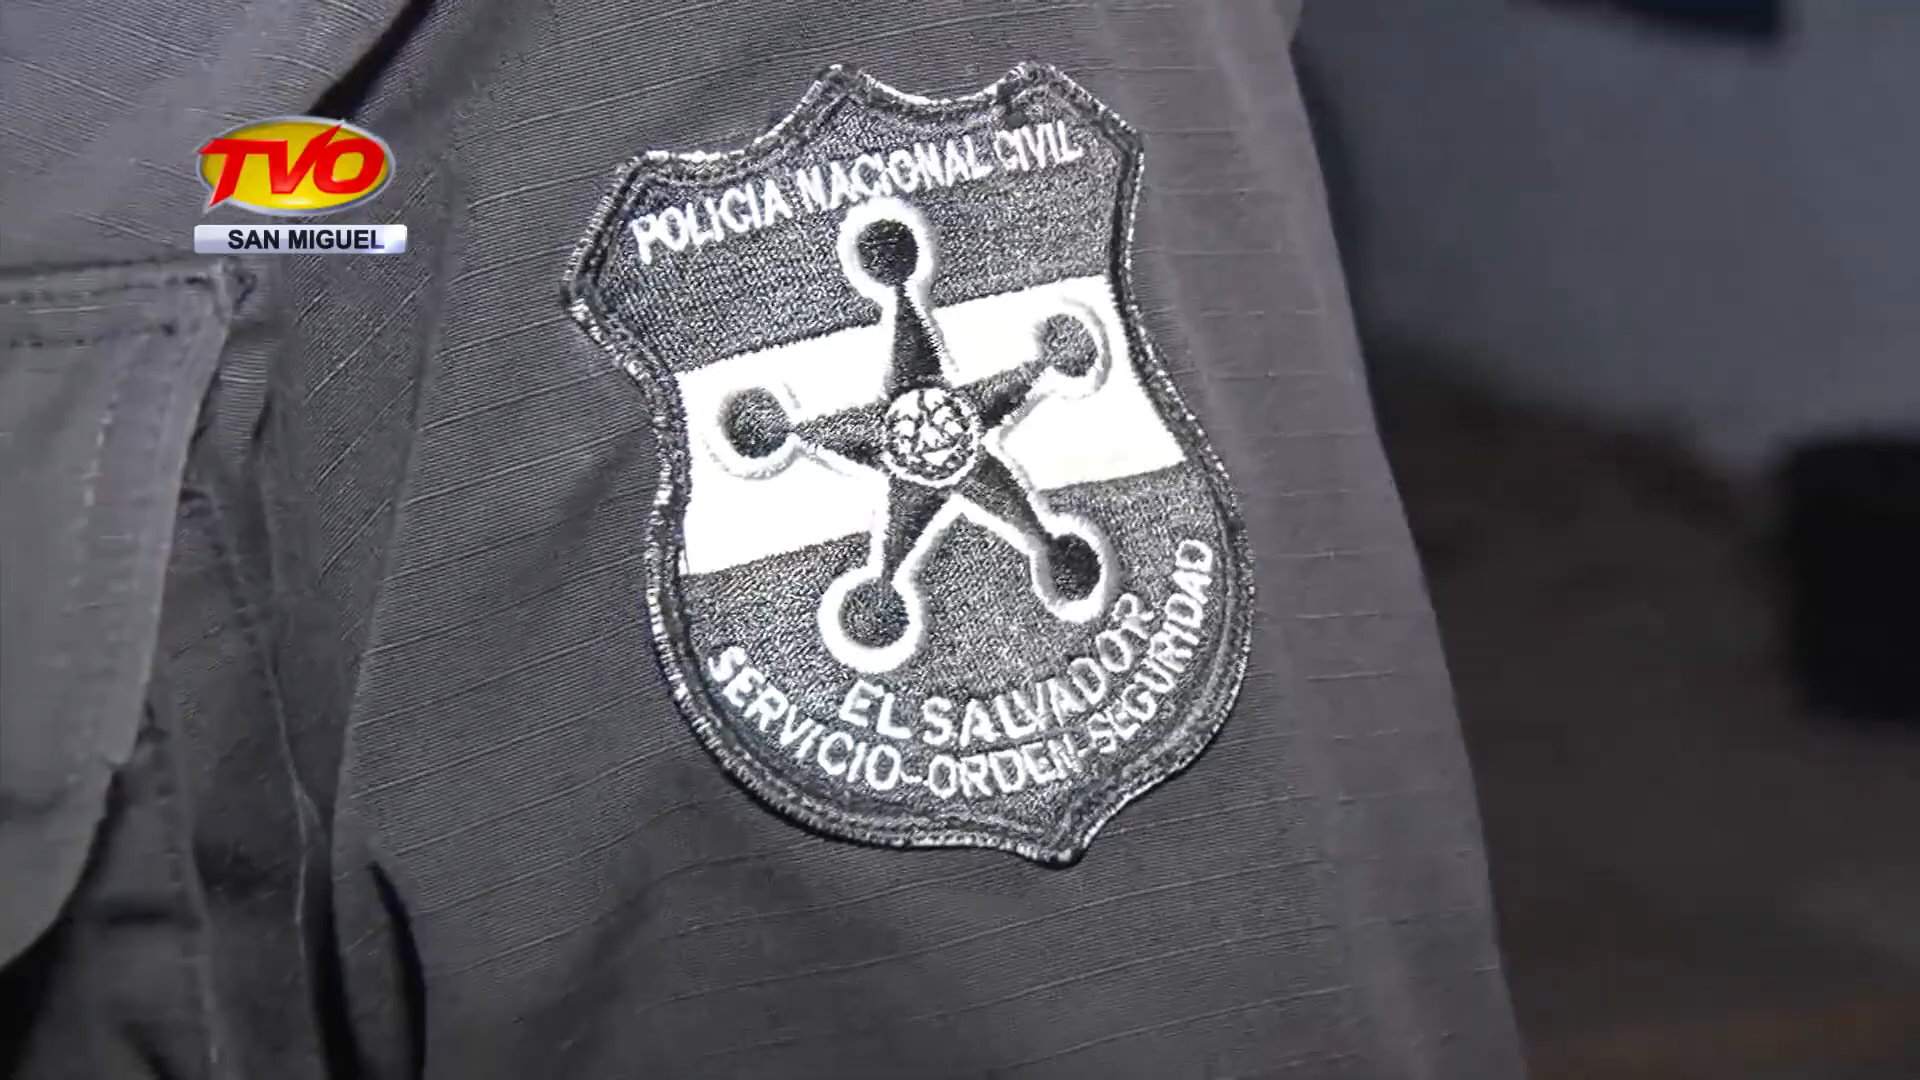 TVO
SAN MIGUEL
POLICIA NACIONAL CIVIL
EL SALVADOR
SERVICIO-ORDEN-SEGURIDAD